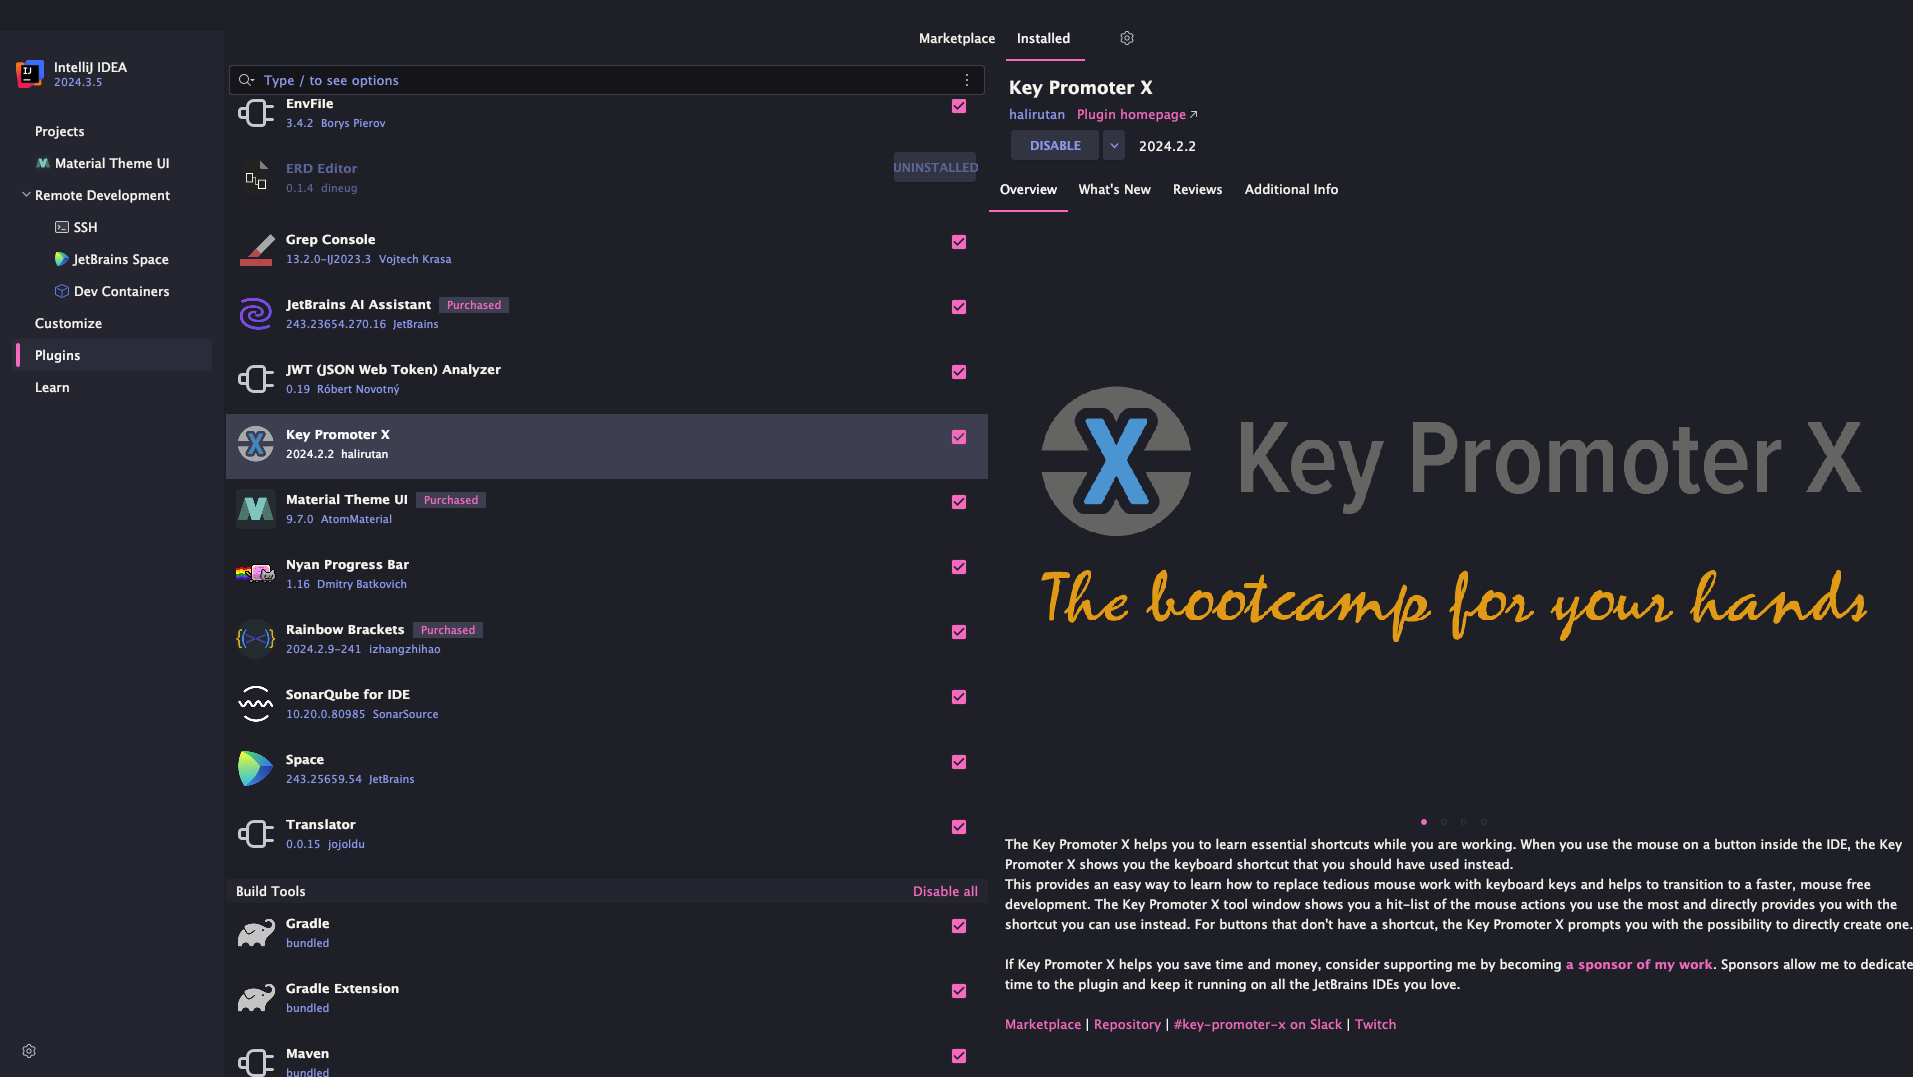 Marketplace
Installed
IntelliJ IDEA
2024.3.5
Projects
Material Theme UI
Remote Development
SSH
JetBrains Space
Dev Containers
Customize
Plugins
Learn
Type / to see options
EnvFile
3.4.2 Borys Pierov
ERD Editor
0.1.4 dineug
UNINSTALLED
Grep Console
13.2.0-IJ2023.3 Vojtech Krasa
JetBrains AI Assistant Purchased
243.23654.270.16 JetBrains
JWT (JSON Web Token) Analyzer
0.19 Róbert Novotný
Key Promoter X
2024.2.2 halirutan
Material Theme UI Purchased
9.7.0 AtomMaterial
Nyan Progress Bar
1.16 Dmitry Batkovich
Rainbow Brackets Purchased
2024.2.9-241 izhangzhihao
SonarQube for IDE
10.20.0.80985 SonarSource
Space
243.25659.54 JetBrains
Translator
0.0.15 jojoldu
Build Tools Disable all
Gradle
bundled
Gradle Extension
bundled
Maven
bundled
Key Promoter X
halirutan Plugin homepage
DISABLE 2024.2.2
Overview What's New Reviews Additional Info
Key Promoter X
The bootcamp for your hands
The Key Promoter X helps you to learn essential shortcuts while you are working. When you use the mouse on a button inside the IDE, the Key
Promoter X shows you the keyboard shortcut that you should have used instead.
This provides an easy way to learn how to replace tedious mouse work with keyboard keys and helps to transition to a faster, mouse free
development. The Key Promoter X tool window shows you a hit-list of the mouse actions you use the most and directly provides you with the
shortcut you can use instead. For buttons that don't have a shortcut, the Key Promoter X prompts you with the possibility to directly create one.
If Key Promoter X helps you save time and money, consider supporting me by becoming a sponsor of my work. Sponsors allow me to dedicate
time to the plugin and keep it running on all the JetBrains IDEs you love.
Marketplace | Repository | #key-promoter-x on Slack | Twitch